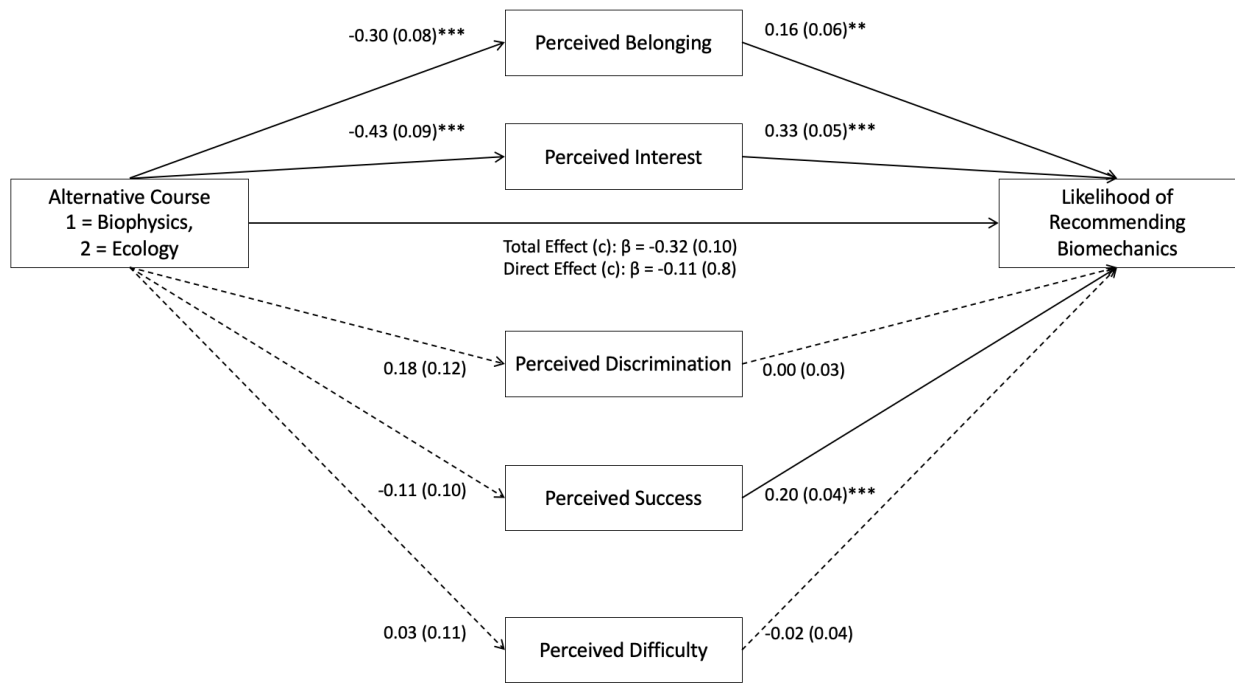 -0.30 (0.08)***
Perceived Belonging
0.16 (0.06)**
-0.43 (0.09)***
Perceived Interest
0.33 (0.05)***
Alternative Course
1 = Biophysics,
2 = Ecology
Likelihood of
Recommending
Biomechanics
Total Effect (c): β = -0.32 (0.10)
Direct Effect (c): β = -0.11 (0.8)
0.18 (0.12)
Perceived Discrimination
0.00 (0.03)
-0.11 (0.10)
Perceived Success
0.20 (0.04)***
0.03 (0.11)
Perceived Difficulty
-0.02 (0.04)